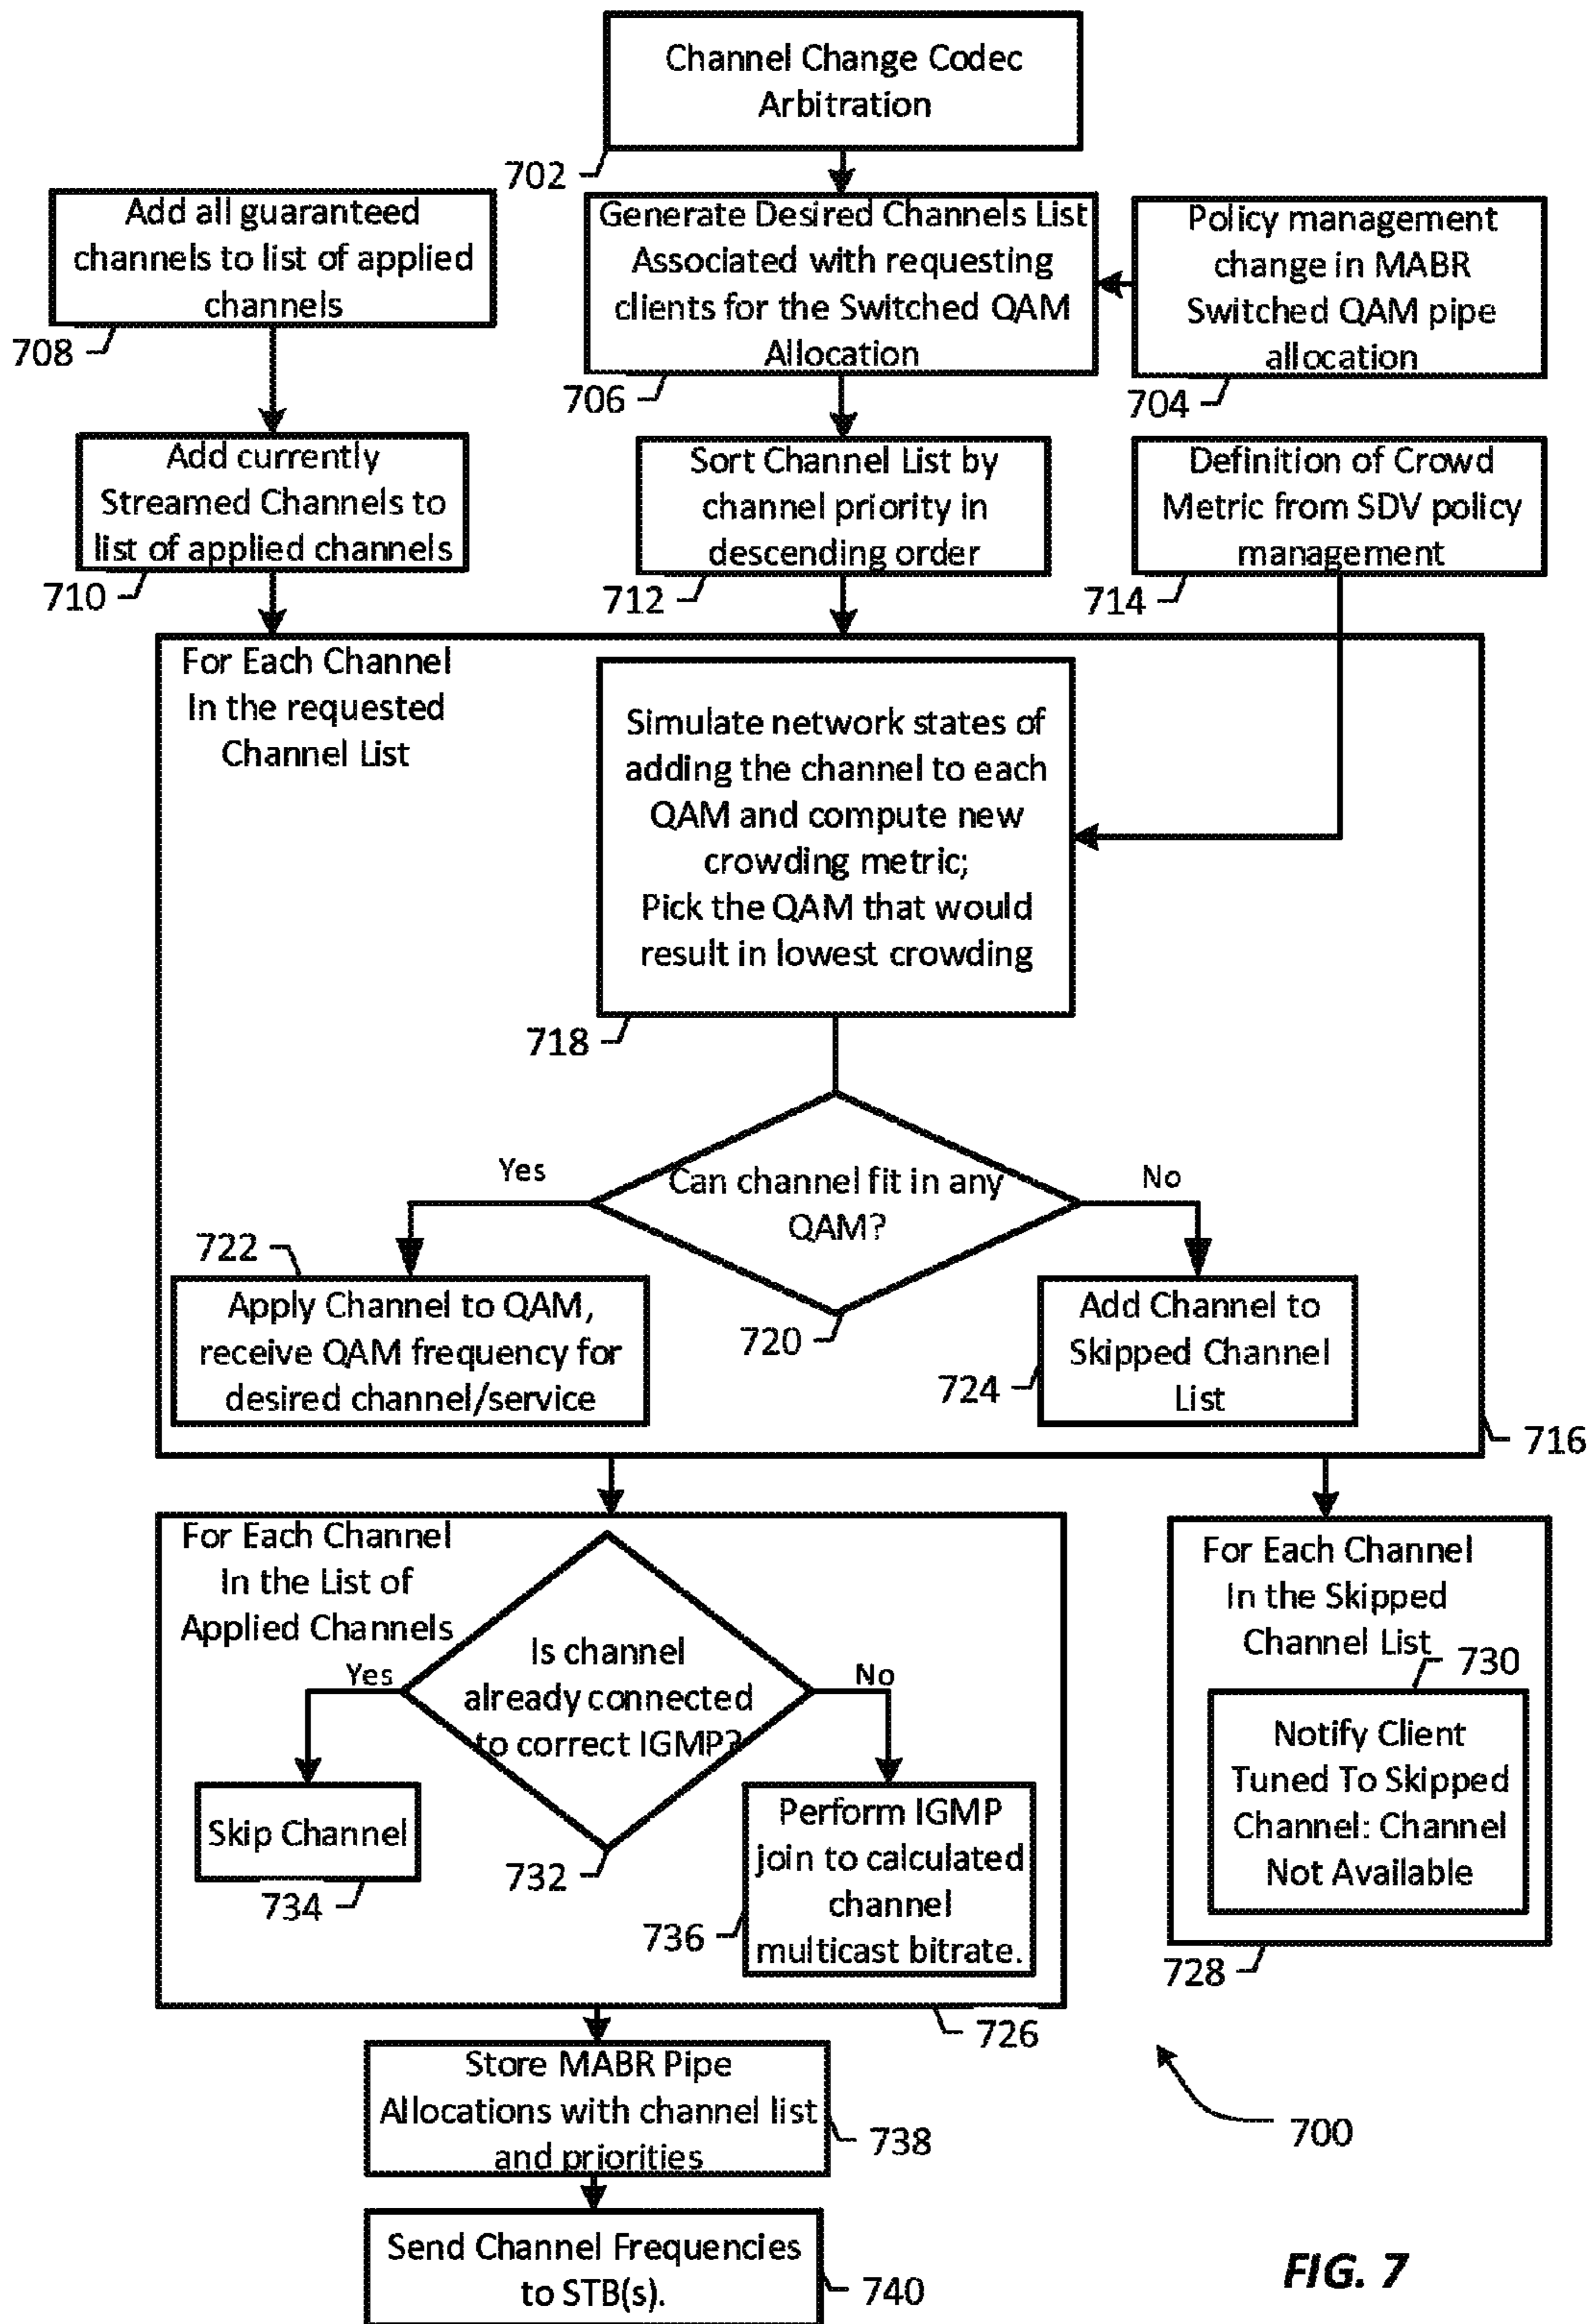 Channel Change Codec
Arbitration
702
Add all guaranteed
channels to list of applied
channels
708
Generate Desired Channels List
Associated with requesting
clients for the Switched QAM
Allocation
706
Policy management
change in MABR
Switched QAM pipe
allocation
704
Add currently
Streamed Channels to
list of applied channels
710
Sort Channel List by
channel priority in
descending order
712
Definition of Crowd
Metric from SDV policy
management
714
For Each Channel
In the requested
Channel List
Simulate network states of
adding the channel to each
QAM and compute new
crowding metric;
Pick the QAM that would
result in lowest crowding
718
Yes
Can channel fit in any
QAM?
No
720
722
Apply Channel to QAM,
receive QAM frequency for
desired channel/service
Add Channel to
Skipped Channel
List
724
716
For Each Channel
In the List of
Applied Channels
Is channel
already connected
to correct IGMP?
Yes
No
732
Skip Channel
734
Perform IGMP
join to calculated
channel
multicast bitrate.
736
726
For Each Channel
In the Skipped
Channel List
730
Notify Client
Tuned To Skipped
Channel: Channel
Not Available
728
Store MABR Pipe
Allocations with channel list
and priorities
738
700
Send Channel Frequencies
to STB(s).
740
FIG. 7